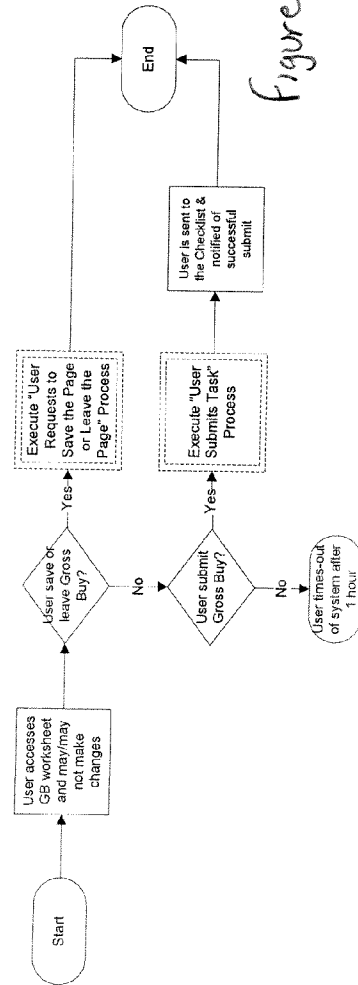 Start
User accesses
GB worksheet
and may/may
not make
changes
User save or
leave Gross
Buy?
Yes
No
Execute "User
Requests to
Save the Page
or Leave the
Page" Process
User submit
Gross Buy?
Yes
No
Execute "User
Submits Task"
Process
User is sent to
the Checklist &
notified of
successful
submit
End
User times-out
of system after
1 hour
Figure